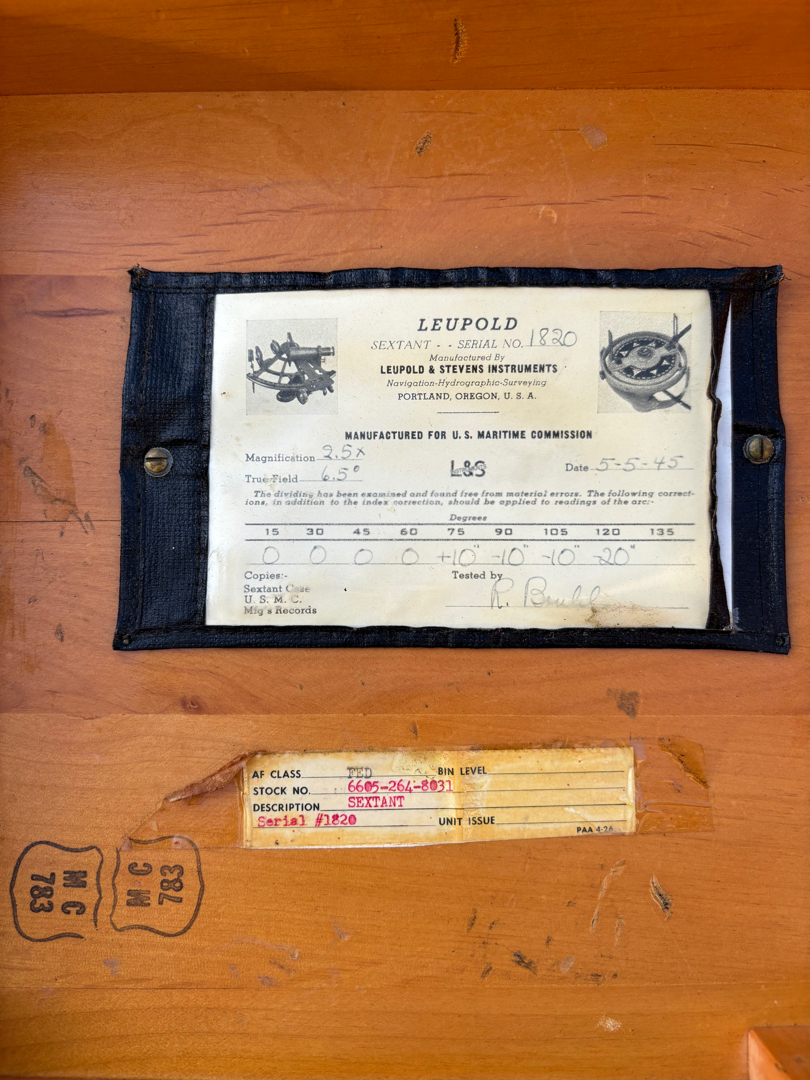 LEUPOLD
SEXTANT - - SERIAL NO. 1820
Manufactured By
LEUPOLD & STEVENS INSTRUMENTS
Navigation-Hydrographic-Surveying
PORTLAND, OREGON, U. S. A.
MANUFACTURED FOR U. S. MARITIME COMMISSION
Magnification 2.5x
L&S
Date 5-5-45
True Field 6.5°
The dividing has been examined and found free from material errors. The following correct-
ions, in addition to the index correction, should be applied to readings of the arc:-
Degrees
15 30 45 60 75 90 105 120 135
0 0 0 0 +10" -10" -10" -20"
Copies:-
Tested by
Sextant Case
R.
U. S. M. C.
Mfg's Records
AF CLASS FED BIN LEVEL
STOCK NO. 6605-264-8031
DESCRIPTION SEXTANT
Serial #1820 UNIT ISSUE
PAA 4-26
M C
783
M C
783